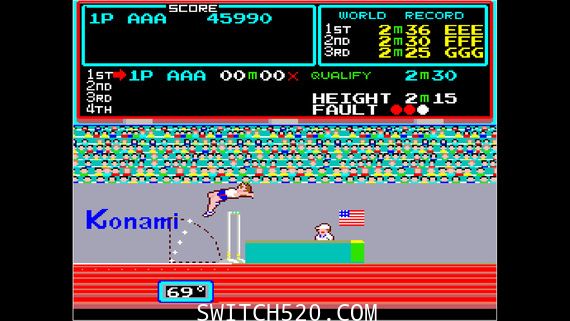 SCORE
1P AAA 45990
WORLD RECORD
1ST 2m36 EEE
2ND 2m30 FFF
3RD 2m25 GGG
1ST 1P AAA 00m00X QUALIFY 2m30
2ND
3RD HEIGHT 2m15
4TH FAULT
Konami
69°
SWITCH520.COM